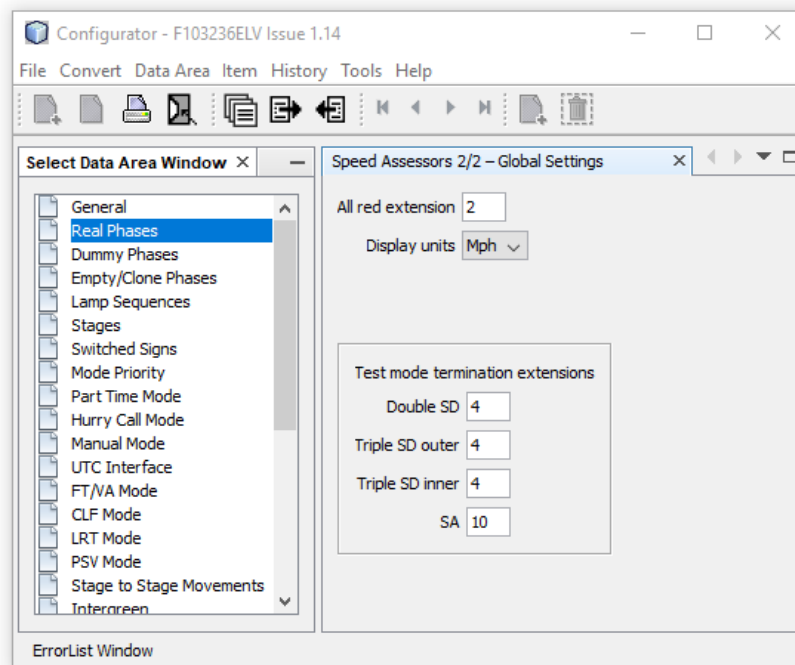 Configurator - F103236ELV Issue 1.14
File Convert Data Area Item History Tools Help
Select Data Area Window
General
Real Phases
Dummy Phases
Empty/Clone Phases
Lamp Sequences
Stages
Switched Signs
Mode Priority
Part Time Mode
Hurry Call Mode
Manual Mode
UTC Interface
FT/VA Mode
CLF Mode
LRT Mode
PSV Mode
Stage to Stage Movements
Intergreen
Speed Assessors 2/2 – Global Settings
All red extension 2
Display units Mph
Test mode termination extensions
Double SD 4
Triple SD outer 4
Triple SD inner 4
SA 10
ErrorList Window